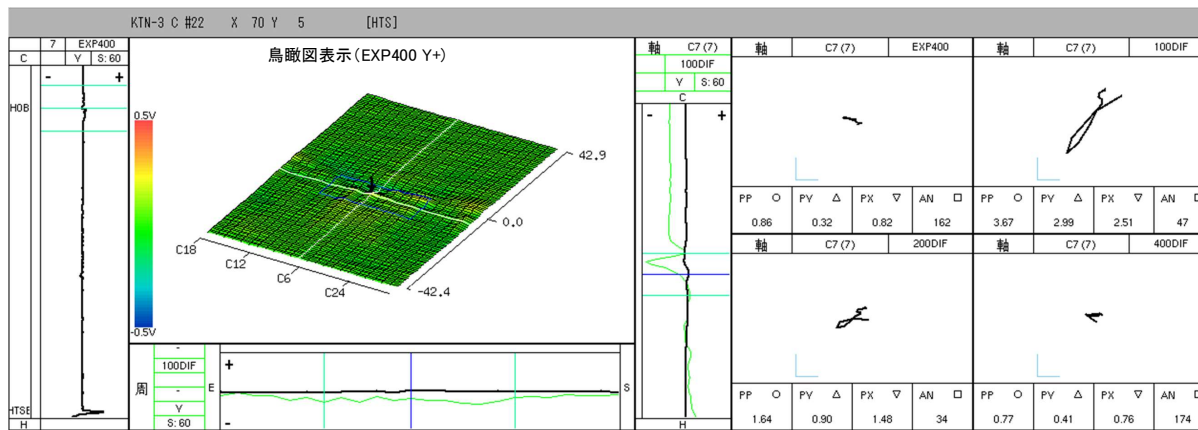 KTN-3 C #22 X 70 Y 5 [HTS]
7 EXP400
C Y S: 60
- +
HOB
HTSE
H
鳥瞰図表示(EXP400 Y+)
0.5V
-0.5V
42.9
0.0
-42.4
C18
C12
C6
C24
周
-
100DIF
-
Y
S: 60
E
+
-
S
軸 C7 (7)
100DIF
Y S: 60
C
- +
H
軸 C7 (7) EXP400
PP ○ PY △ PX ▽ AN □
0.86 0.32 0.82 162
軸 C7 (7) 100DIF
PP ○ PY △ PX ▽ AN □
3.67 2.99 2.51 47
軸 C7 (7) 200DIF
PP ○ PY △ PX ▽ AN □
1.64 0.90 1.48 34
軸 C7 (7) 400DIF
PP ○ PY △ PX ▽ AN □
0.77 0.41 0.76 174